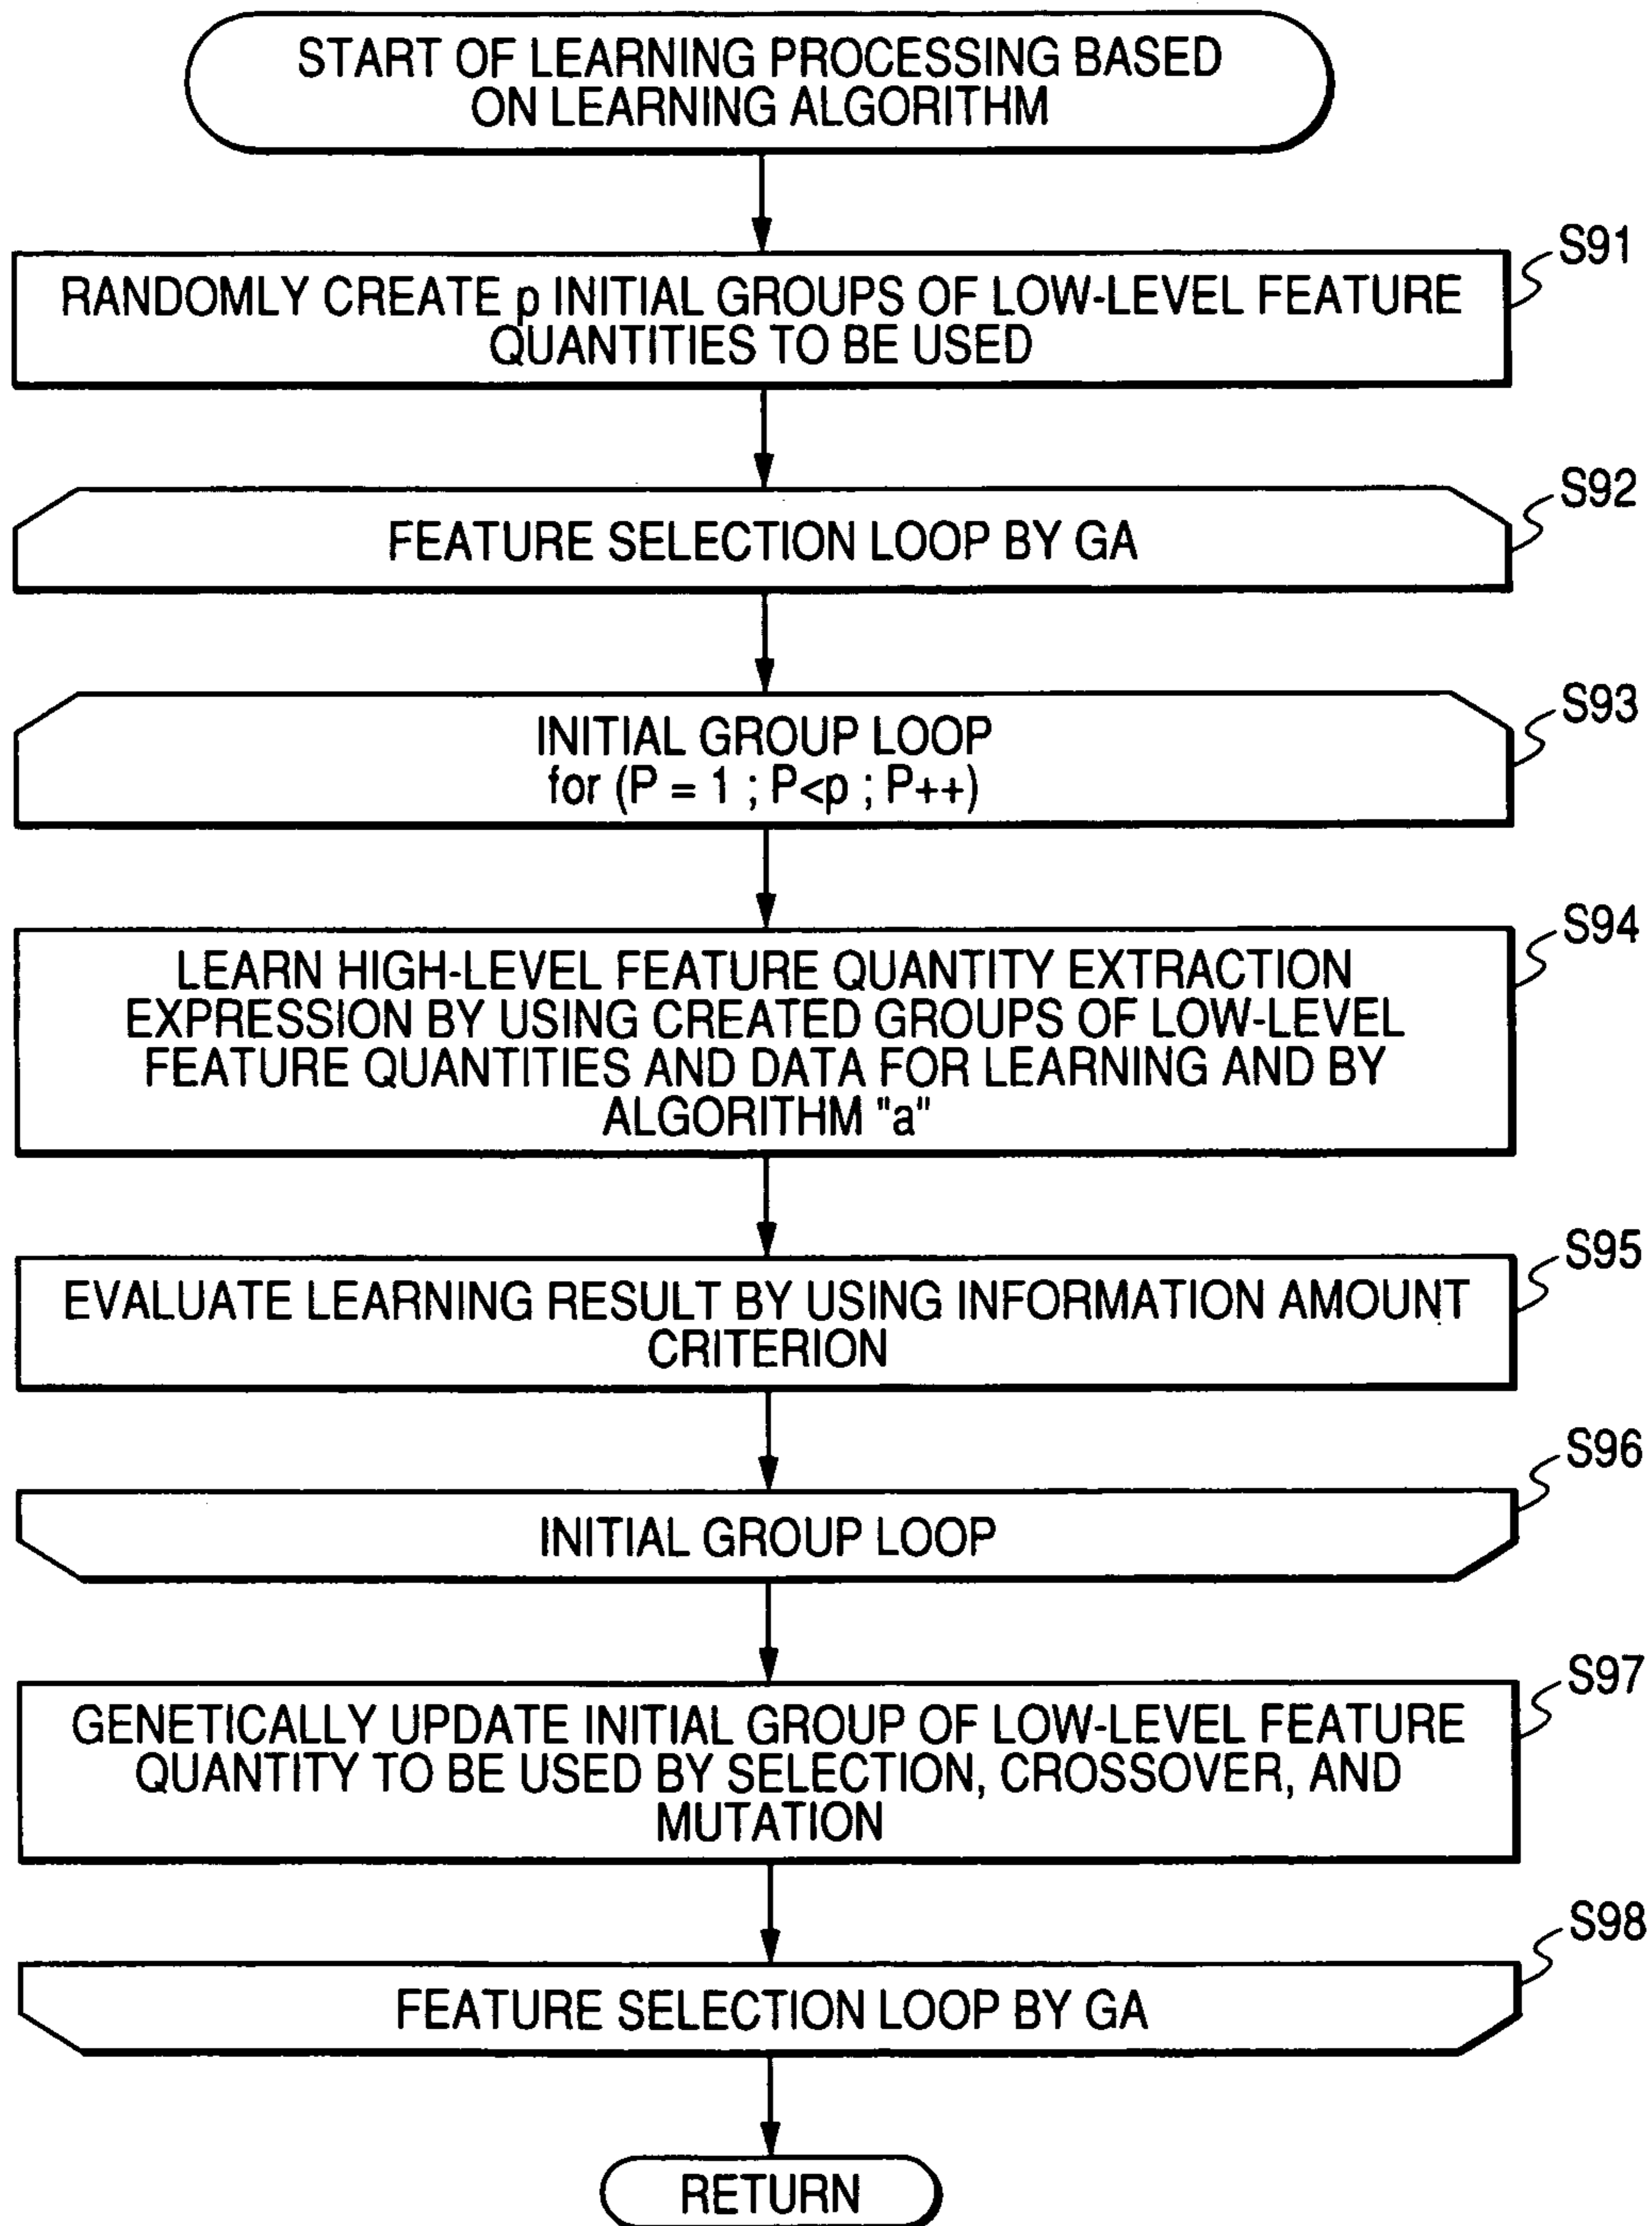 START OF LEARNING PROCESSING BASED
ON LEARNING ALGORITHM
S91
RANDOMLY CREATE p INITIAL GROUPS OF LOW-LEVEL FEATURE
QUANTITIES TO BE USED
S92
FEATURE SELECTION LOOP BY GA
S93
INITIAL GROUP LOOP
for (P = 1 ; P<p ; P++)
S94
LEARN HIGH-LEVEL FEATURE QUANTITY EXTRACTION
EXPRESSION BY USING CREATED GROUPS OF LOW-LEVEL
FEATURE QUANTITIES AND DATA FOR LEARNING AND BY
ALGORITHM "a"
S95
EVALUATE LEARNING RESULT BY USING INFORMATION AMOUNT
CRITERION
S96
INITIAL GROUP LOOP
S97
GENETICALLY UPDATE INITIAL GROUP OF LOW-LEVEL FEATURE
QUANTITY TO BE USED BY SELECTION, CROSSOVER, AND
MUTATION
S98
FEATURE SELECTION LOOP BY GA
RETURN